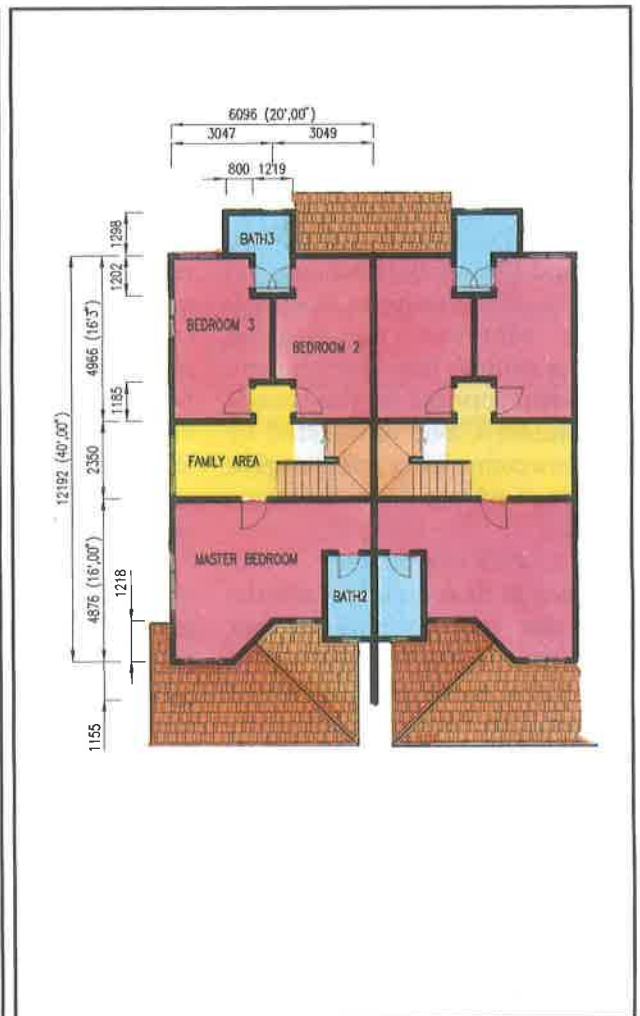 6096 (20',00")
3047 3049
800 1219
1298
1202
4966 (16'3")
1185
12192 (40',00")
2350
4876 (16',00")
1218
1155
BATH3
BEDROOM 3
BEDROOM 2
FAMILY AREA
MASTER BEDROOM
BATH2